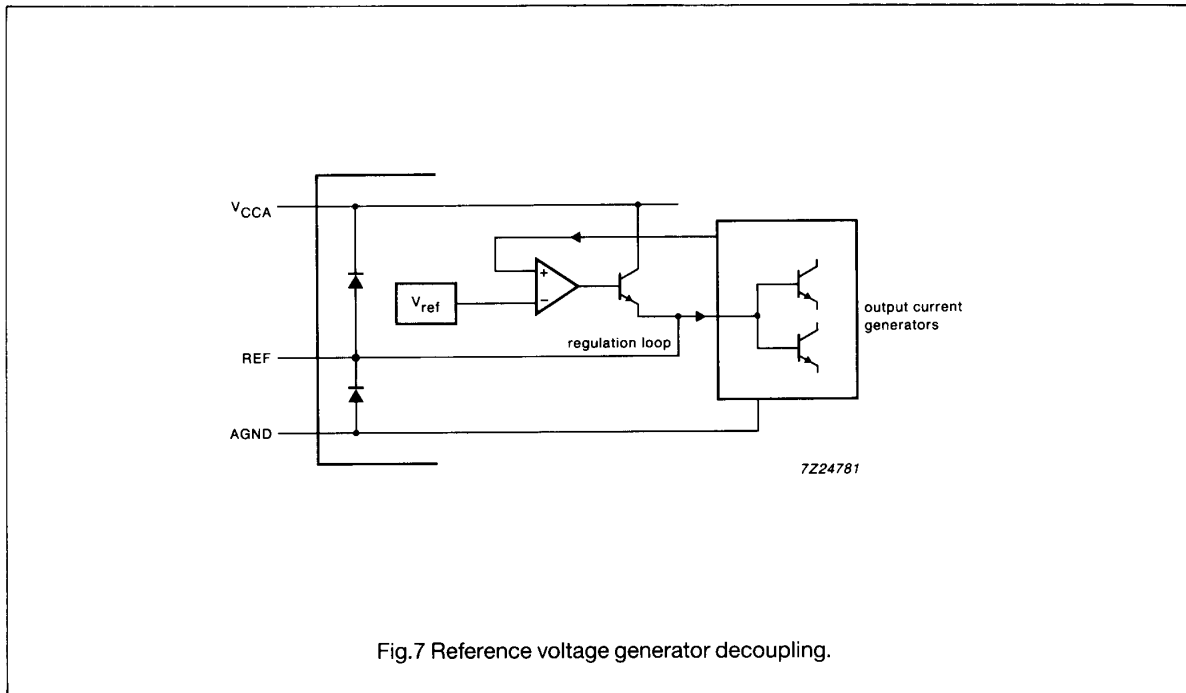 VCCA
+
−
Vref
output current
generators
regulation loop
REF
AGND
7Z24781
Fig.7 Reference voltage generator decoupling.